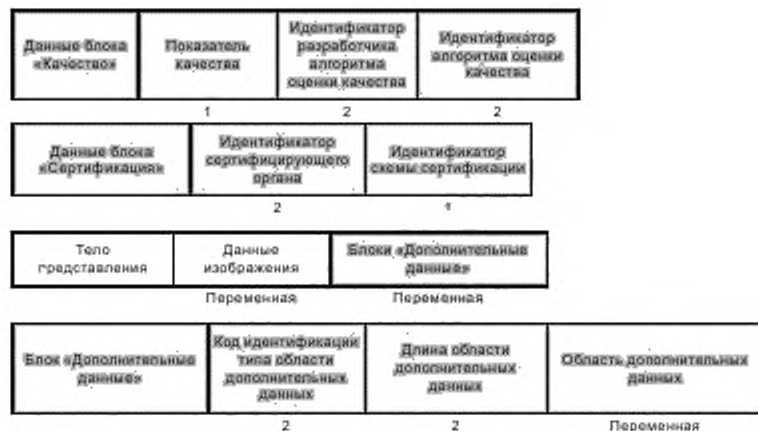 Данные блока «Качество»
Показатель качества
Идентификатор разработчика алгоритма оценки качества
Идентификатор алгоритма оценки качества
1 2 2
Данные блока «Сертификация»
Идентификатор сертифицирующего органа
Идентификатор схемы сертификации
2 1
Тело представления
Данные изображения
Блоки «Дополнительные данные»
Переменная Переменная
Блок «Дополнительные данные»
Код идентификации типа области дополнительных данных
Длина области дополнительных данных
Область дополнительных данных
2 2 Переменная